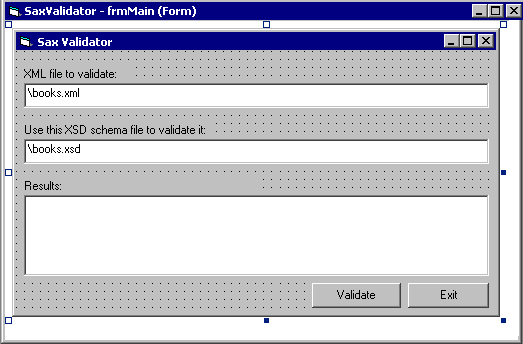 SaxValidator - frmMain (Form)
Sax Validator
XML file to validate:
\books.xml
Use this XSD schema file to validate it:
\books.xsd
Results:
Validate Exit